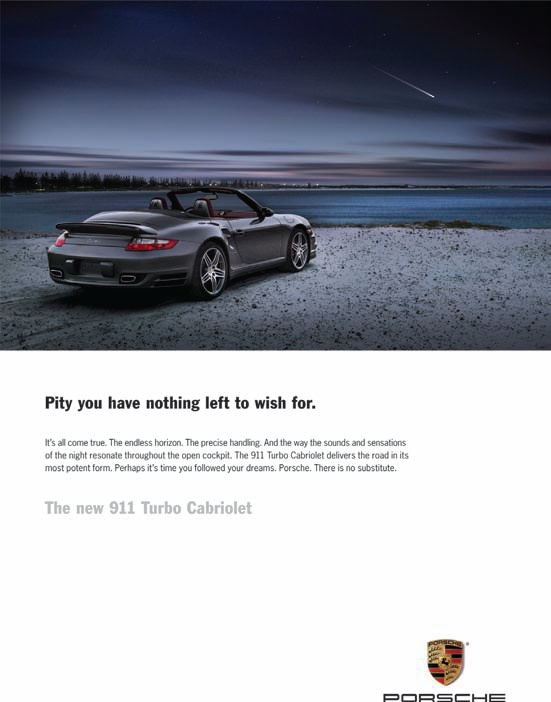 Pity you have nothing left to wish for.
It's all come true. The endless horizon. The precise handling. And the way the sounds and sensations
of the night resonate throughout the open cockpit. The 911 Turbo Cabriolet delivers the road in its
most potent form. Perhaps it's time you followed your dreams. Porsche. There is no substitute.
The new 911 Turbo Cabriolet
PORSCHE
PORSCHE